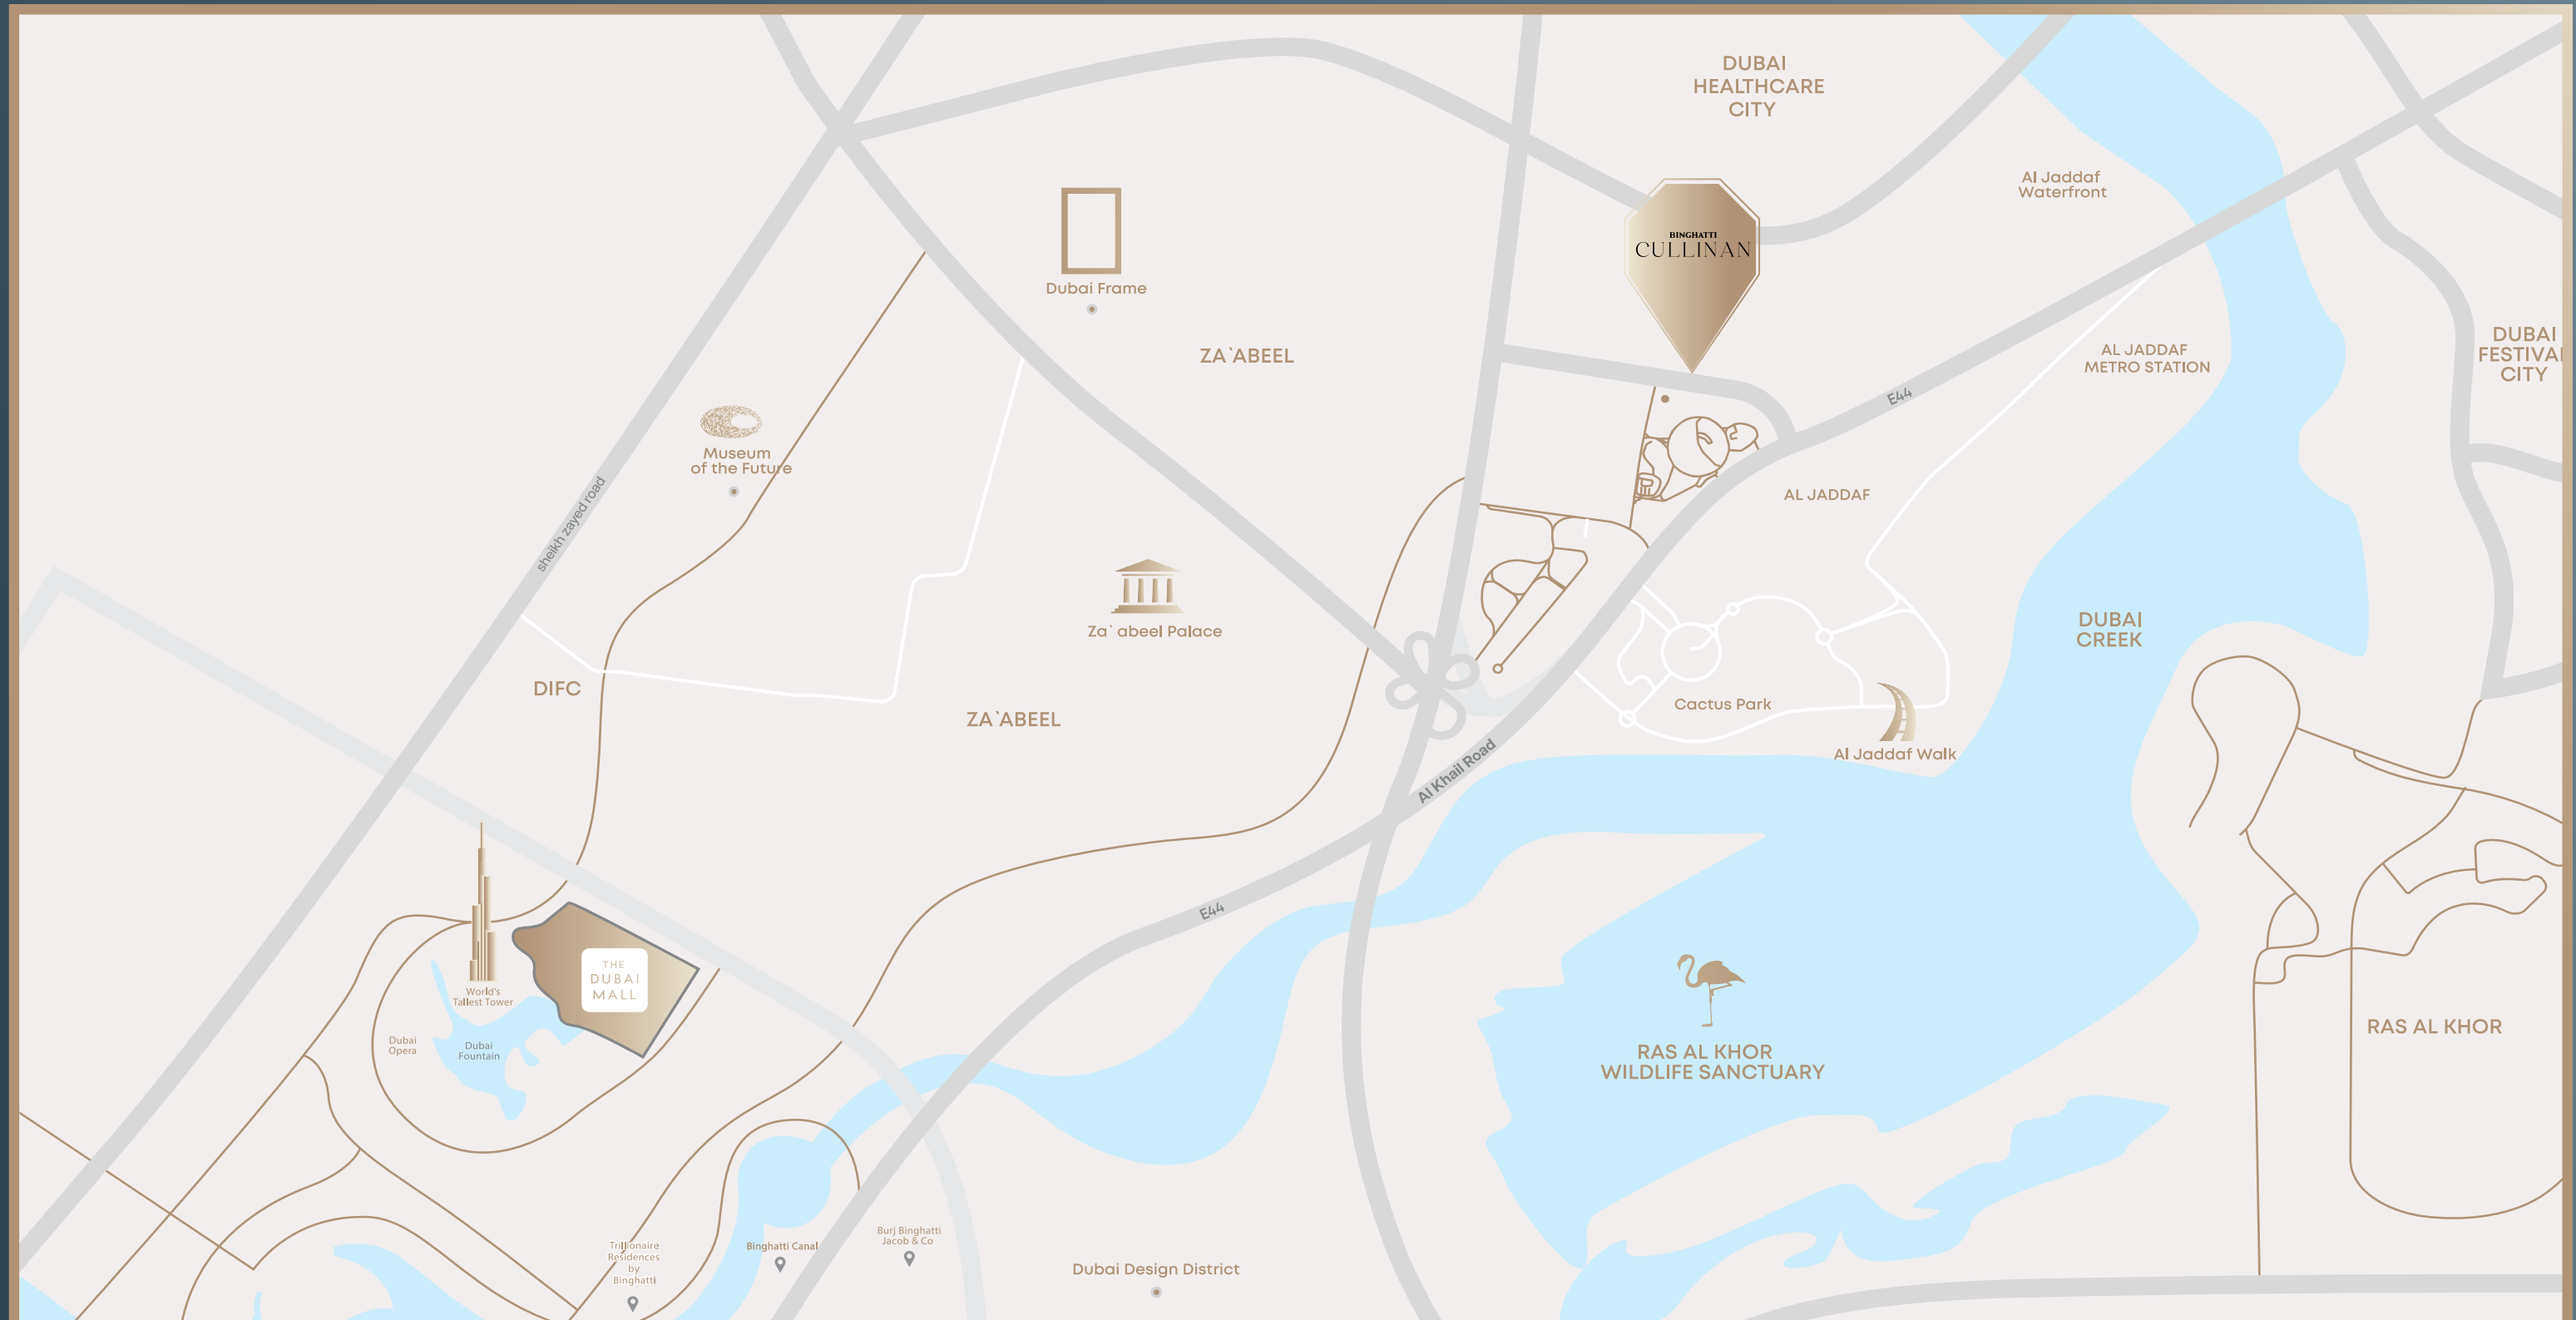 DUBAI
HEALTHCARE
CITY
Al Jaddaf
Waterfront
BINGHATTI
CULLINAN
Dubai Frame
ZA`ABEEL
E44
AL JADDAF
METRO STATION
DUBAI
FESTIVAL
CITY
Museum
of the Future
sheikh zayed road
AL JADDAF
Za` abeel Palace
DUBAI
CREEK
DIFC
ZA`ABEEL
Cactus Park
Al Jaddaf Walk
Al Khail Road
E44
THE
DUBAI
MALL
World's
Tallest Tower
Dubai
Opera
Dubai
Fountain
RAS AL KHOR
WILDLIFE SANCTUARY
RAS AL KHOR
Trillionaire
Residences
by
Binghatti
Binghatti Canal
Burj Binghatti
Jacob & Co
Dubai Design District